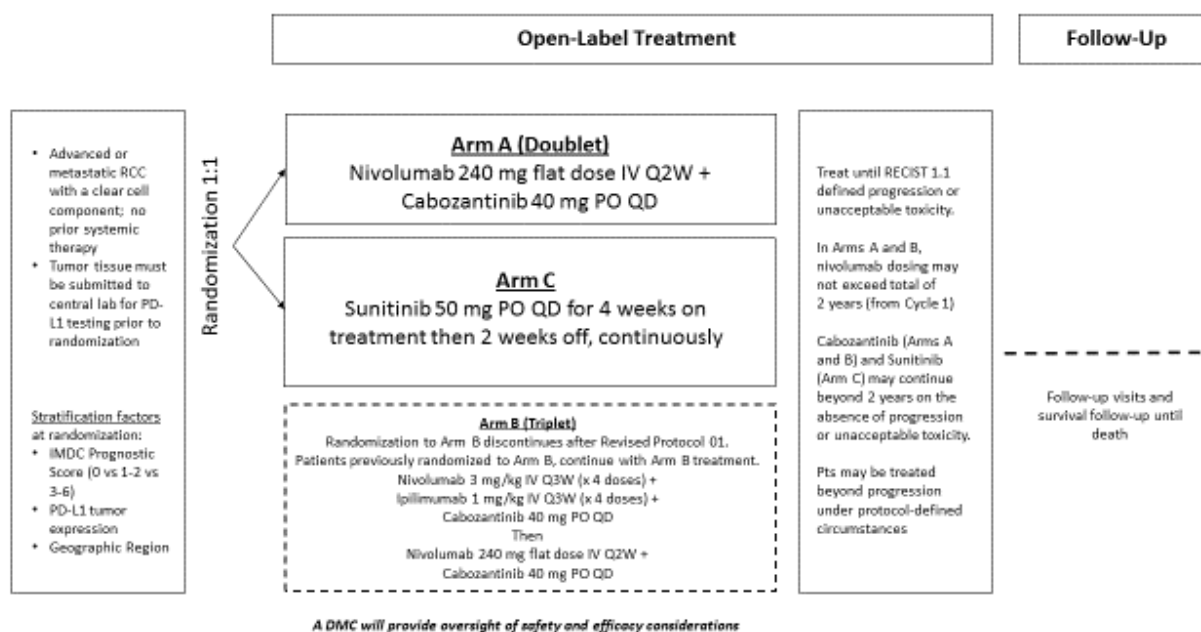 Open-Label Treatment
Follow-Up
• Advanced or
metastatic RCC
with a clear cell
component; no
prior systemic
therapy
• Tumor tissue must
be submitted to
central lab for PD-
L1 testing prior to
randomization
Stratification factors
at randomization:
• IMDC Prognostic
Score (0 vs 1-2 vs
3-6)
• PD-L1 tumor
expression
• Geographic Region
Randomization 1:1
Arm A (Doublet)
Nivolumab 240 mg flat dose IV Q2W +
Cabozantinib 40 mg PO QD
Arm C
Sunitinib 50 mg PO QD for 4 weeks on
treatment then 2 weeks off, continuously
Arm B (Triplet)
Randomization to Arm B discontinues after Revised Protocol 01.
Patients previously randomized to Arm B, continue with Arm B treatment.
Nivolumab 3 mg/kg IV Q3W (x 4 doses) +
Ipilimumab 1 mg/kg IV Q3W (x 4 doses) +
Cabozantinib 40 mg PO QD
Then
Nivolumab 240 mg flat dose IV Q2W +
Cabozantinib 40 mg PO QD
Treat until RECIST 1.1
defined progression or
unacceptable toxicity.
In Arms A and B,
nivolumab dosing may
not exceed total of
2 years (from Cycle 1)
Cabozantinib (Arms A
and B) and Sunitinib
(Arm C) may continue
beyond 2 years on the
absence of progression
or unacceptable toxicity.
Pts may be treated
beyond progression
under protocol-defined
circumstances
Follow-up visits and
survival follow-up until
death
A DMC will provide oversight of safety and efficacy considerations